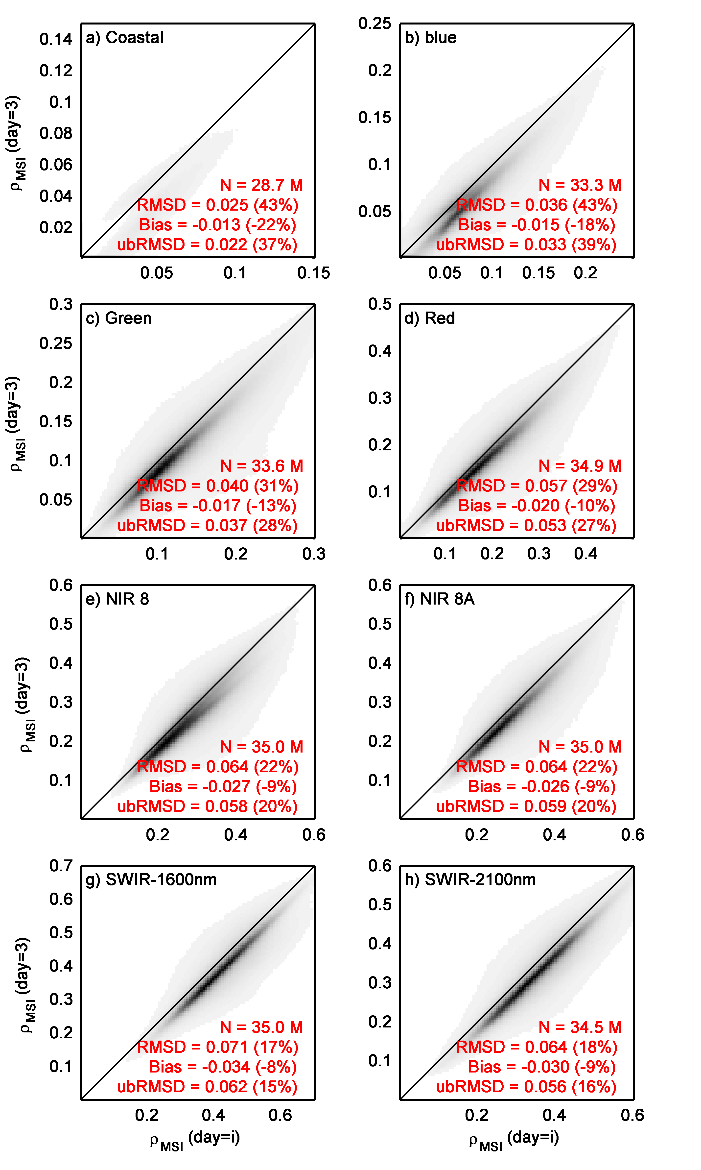 a) Coastal
0.14
0.12
0.1
0.08
0.06
0.04
0.02
ρMSI (day=3)
N = 28.7 M
RMSD = 0.025 (43%)
Bias = -0.013 (-22%)
ubRMSD = 0.022 (37%)
0.05 0.1 0.15
b) blue
0.25
0.2
0.15
0.1
0.05
N = 33.3 M
RMSD = 0.036 (43%)
Bias = -0.015 (-18%)
ubRMSD = 0.033 (39%)
0.05 0.1 0.15 0.2
c) Green
0.3
0.25
0.2
0.15
0.1
0.05
ρMSI (day=3)
N = 33.6 M
RMSD = 0.040 (31%)
Bias = -0.017 (-13%)
ubRMSD = 0.037 (28%)
0.1 0.2 0.3
d) Red
0.5
0.4
0.3
0.2
0.1
N = 34.9 M
RMSD = 0.057 (29%)
Bias = -0.020 (-10%)
ubRMSD = 0.053 (27%)
0.1 0.2 0.3 0.4
e) NIR 8
0.6
0.5
0.4
0.3
0.2
0.1
ρMSI (day=3)
N = 35.0 M
RMSD = 0.064 (22%)
Bias = -0.027 (-9%)
ubRMSD = 0.058 (20%)
0.2 0.4 0.6
f) NIR 8A
0.6
0.5
0.4
0.3
0.2
0.1
N = 35.0 M
RMSD = 0.064 (22%)
Bias = -0.026 (-9%)
ubRMSD = 0.059 (20%)
0.2 0.4 0.6
g) SWIR-1600nm
0.7
0.6
0.5
0.4
0.3
0.2
0.1
ρMSI (day=3)
N = 35.0 M
RMSD = 0.071 (17%)
Bias = -0.034 (-8%)
ubRMSD = 0.062 (15%)
0.2 0.4 0.6
ρMSI (day=i)
h) SWIR-2100nm
0.6
0.5
0.4
0.3
0.2
0.1
N = 34.5 M
RMSD = 0.064 (18%)
Bias = -0.030 (-9%)
ubRMSD = 0.056 (16%)
0.2 0.4 0.6
ρMSI (day=i)